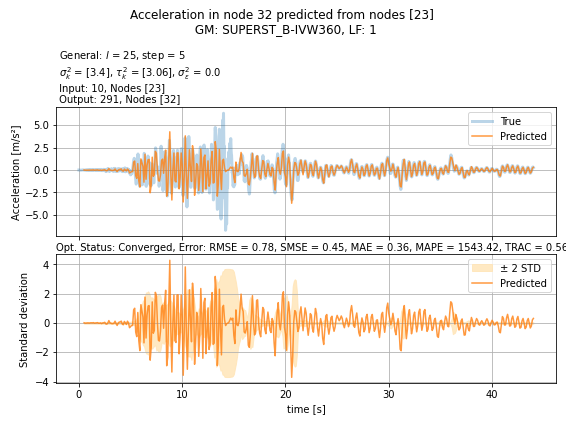 Acceleration in node 32 predicted from nodes [23]
GM: SUPERST_B-IVW360, LF: 1
General: l = 25, step = 5
σ²ₖ = [3.4], τ²ₖ = [3.06], σ²ε = 0.0
Input: 10, Nodes [23]
Output: 291, Nodes [32]
Acceleration [m/s²]
5.0
2.5
0.0
−2.5
−5.0
True
Predicted
Opt. Status: Converged, Error: RMSE = 0.78, SMSE = 0.45, MAE = 0.36, MAPE = 1543.42, TRAC = 0.56
Standard deviation
4
2
0
−2
−4
± 2 STD
Predicted
0 10 20 30 40
time [s]